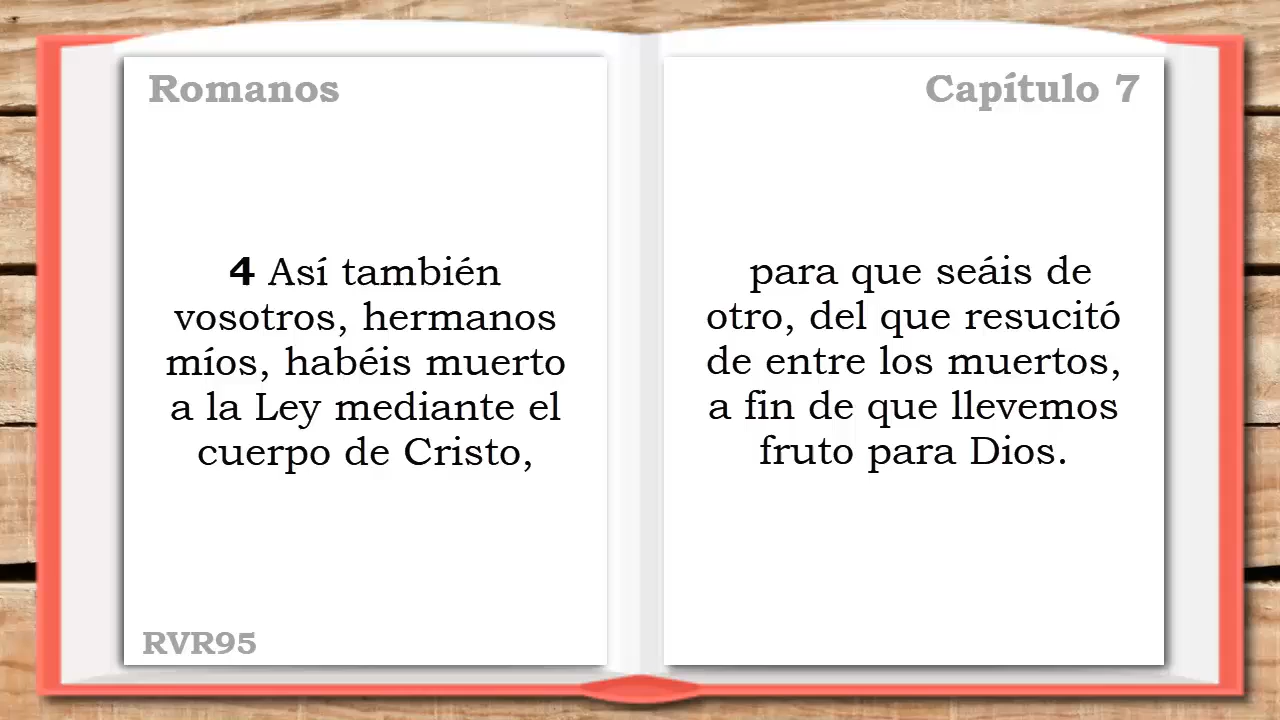 Romanos
4 Así también
vosotros, hermanos
míos, habéis muerto
a la Ley mediante el
cuerpo de Cristo,
RVR95
Capítulo 7
para que seáis de
otro, del que resucitó
de entre los muertos,
a fin de que llevemos
fruto para Dios.